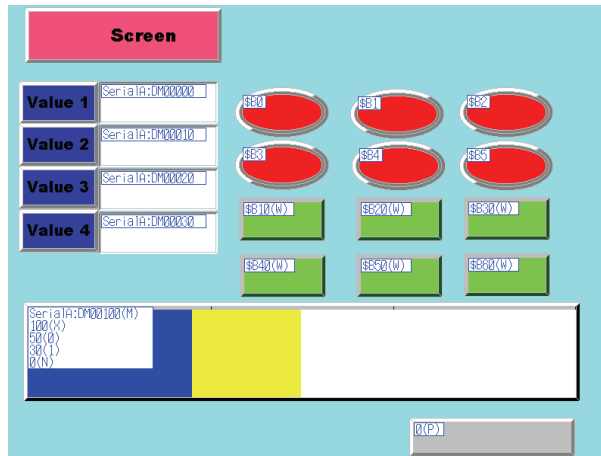 Screen
Value 1
SerialA:DM00000
Value 2
SerialA:DM00010
Value 3
SerialA:DM00020
Value 4
SerialA:DM00030
$B0
$B1
$B2
$B3
$B4
$B5
$B10(W)
$B20(W)
$B30(W)
$B40(W)
$B50(W)
$B60(W)
SerialA:DM00100(M)
100(X)
50(0)
30(1)
0(N)
0(P)